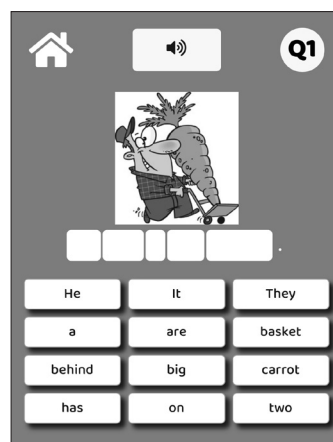 Q1
.
He It They
a are basket
behind big carrot
has on two